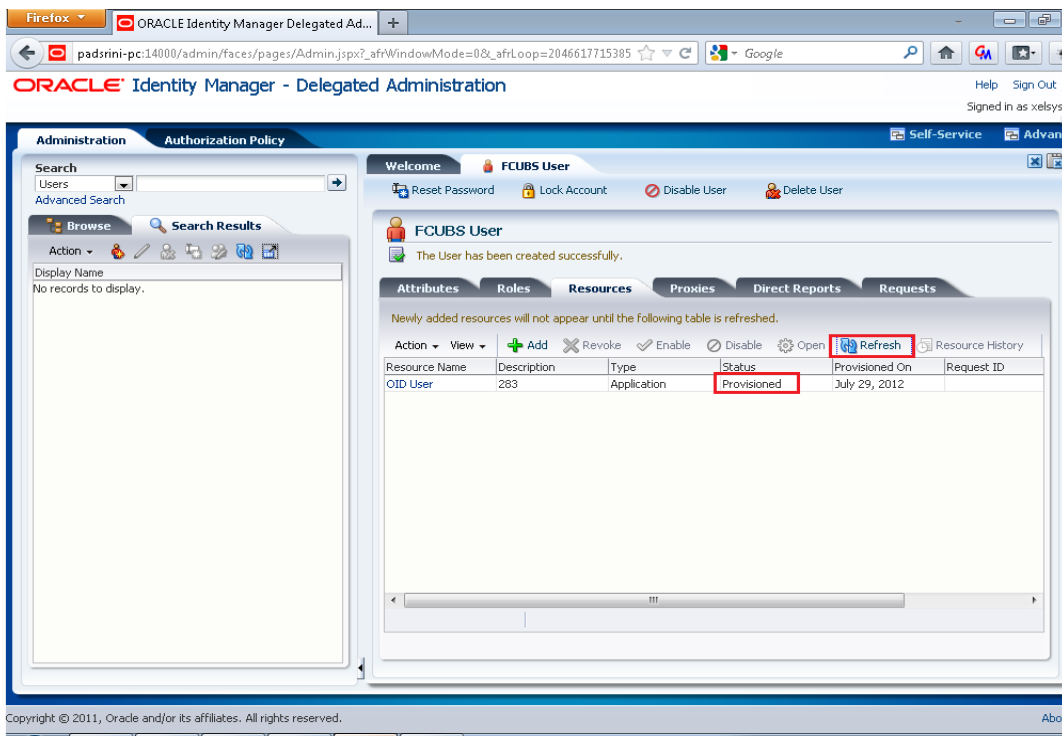 Firefox
ORACLE Identity Manager Delegated Ad...
padsrini-pc:14000/admin/faces/pages/Admin.jspx?_afrWindowMode=0&_afrLoop=2046617715385 Google
ORACLE Identity Manager - Delegated Administration
Help Sign Out
Signed in as xelsys
Administration Authorization Policy Self-Service Advan
Search
Users
Advanced Search
Browse Search Results
Action
Display Name
No records to display.
Welcome FCUBS User
Reset Password Lock Account Disable User Delete User
FCUBS User
The User has been created successfully.
Attributes Roles Resources Proxies Direct Reports Requests
Newly added resources will not appear until the following table is refreshed.
Action View Add Revoke Enable Disable Open Refresh Resource History
Resource Name Description Type Status Provisioned On Request ID
OID User 283 Application Provisioned July 29, 2012
Copyright © 2011, Oracle and/or its affiliates. All rights reserved.
Abo